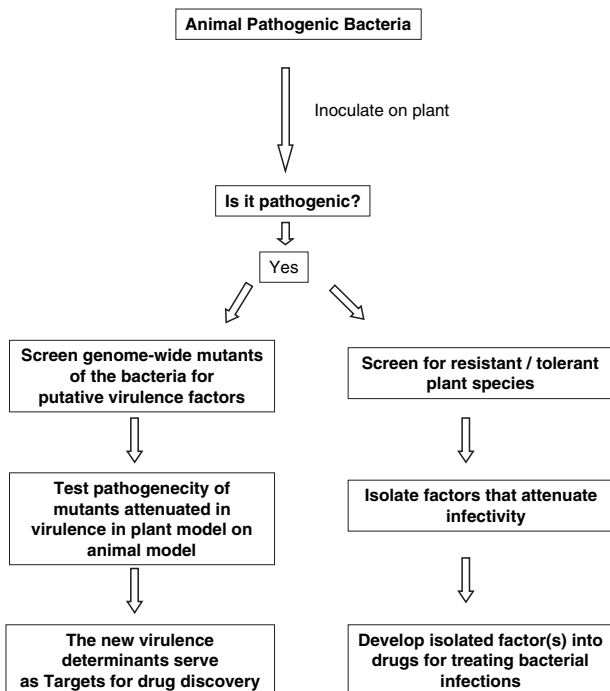 Animal Pathogenic Bacteria
Inoculate on plant
Is it pathogenic?
Yes
Screen genome-wide mutants
of the bacteria for
putative virulence factors
Test pathogenecity of
mutants attenuated in
virulence in plant model on
animal model
The new virulence
determinants serve
as Targets for drug discovery
Screen for resistant / tolerant
plant species
Isolate factors that attenuate
infectivity
Develop isolated factor(s) into
drugs for treating bacterial
infections